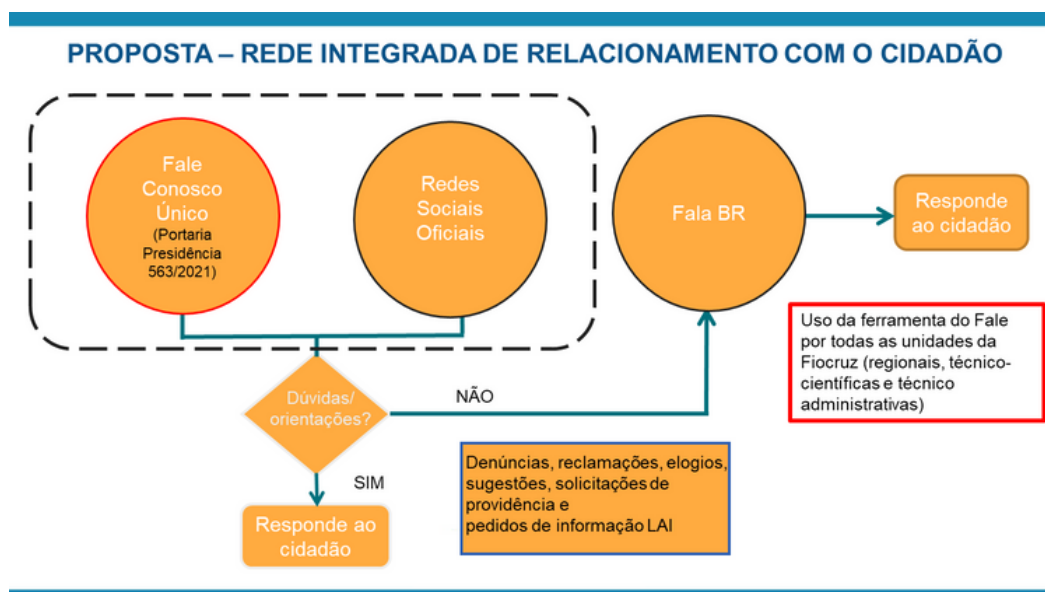 PROPOSTA – REDE INTEGRADA DE RELACIONAMENTO COM O CIDADÃO
Fale
Conosco
Único
(Portaria
Presidência
563/2021)
Redes
Sociais
Oficiais
Fala BR
Responde
ao cidadão
Uso da ferramenta do Fale
por todas as unidades da
Fiocruz (regionais, técnico-
científicas e técnico
administrativas)
Dúvidas/
orientações?
NÃO
SIM
Denúncias, reclamações, elogios,
sugestões, solicitações de
providência e
pedidos de informação LAI
Responde ao
cidadão